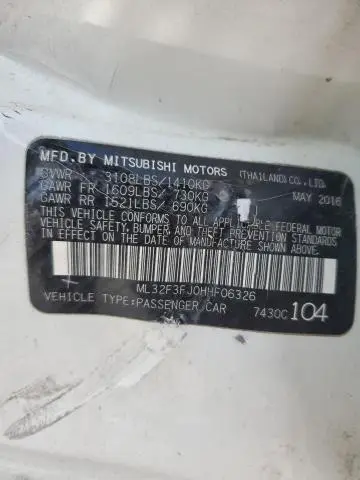 MFD.BY MITSUBISHI MOTORS (THAILAND) CO., LTD.
GVWR 3108LBS/1410KG MAY 2016
GAWR FR 1609LBS/730KG
GAWR RR 1521LBS/690KG
THIS VEHICLE CONFORMS TO ALL APPLICABLE FEDERAL MOTOR
VEHICLE SAFETY, BUMPER, AND THEFT PREVENTION STANDARDS
IN EFFECT ON THE DATE OF MANUFACTURE SHOWN ABOVE.
ML32F3FJ0HHF06326
VEHICLE TYPE:PASSENGER CAR 7430C 104